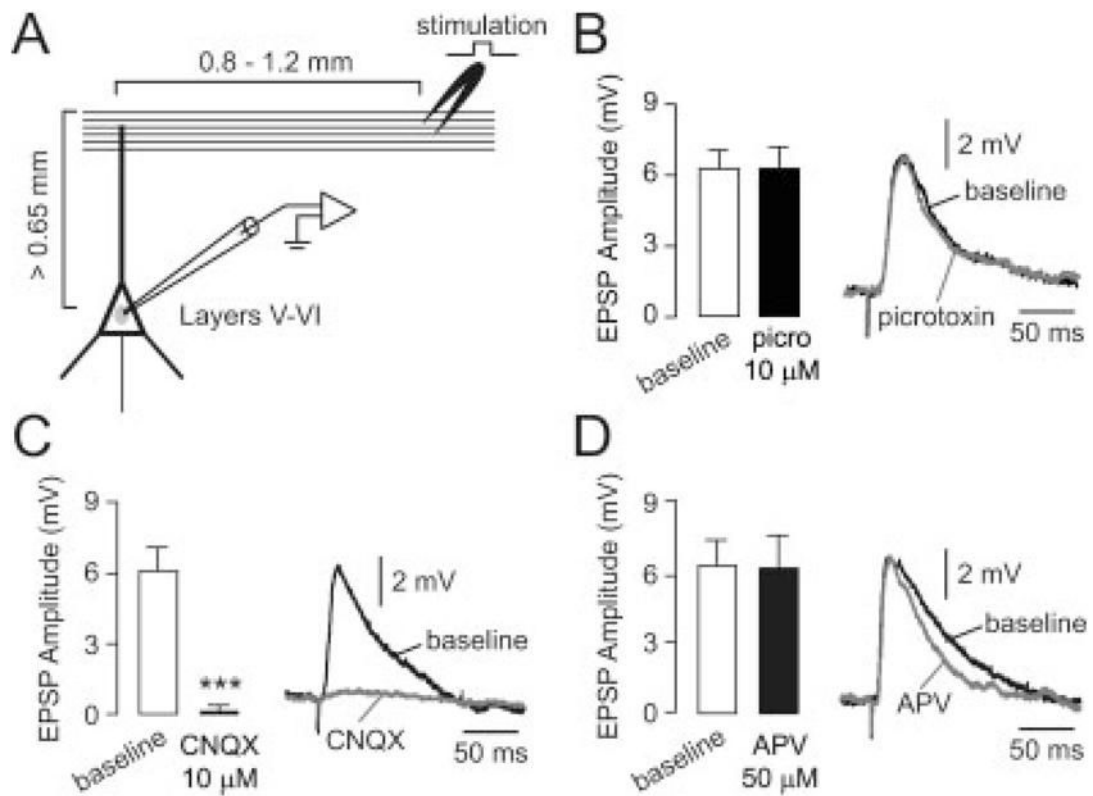 A
stimulation
0.8 - 1.2 mm
> 0.65 mm
Layers V-VI
B
EPSP Amplitude (mV)
9
6
3
0
baseline
picro
10 µM
2 mV
baseline
picrotoxin
50 ms
C
EPSP Amplitude (mV)
9
6
3
0
***
baseline
CNQX
10 µM
2 mV
baseline
CNQX
50 ms
D
EPSP Amplitude (mV)
9
6
3
0
baseline
APV
50 µM
2 mV
baseline
APV
50 ms